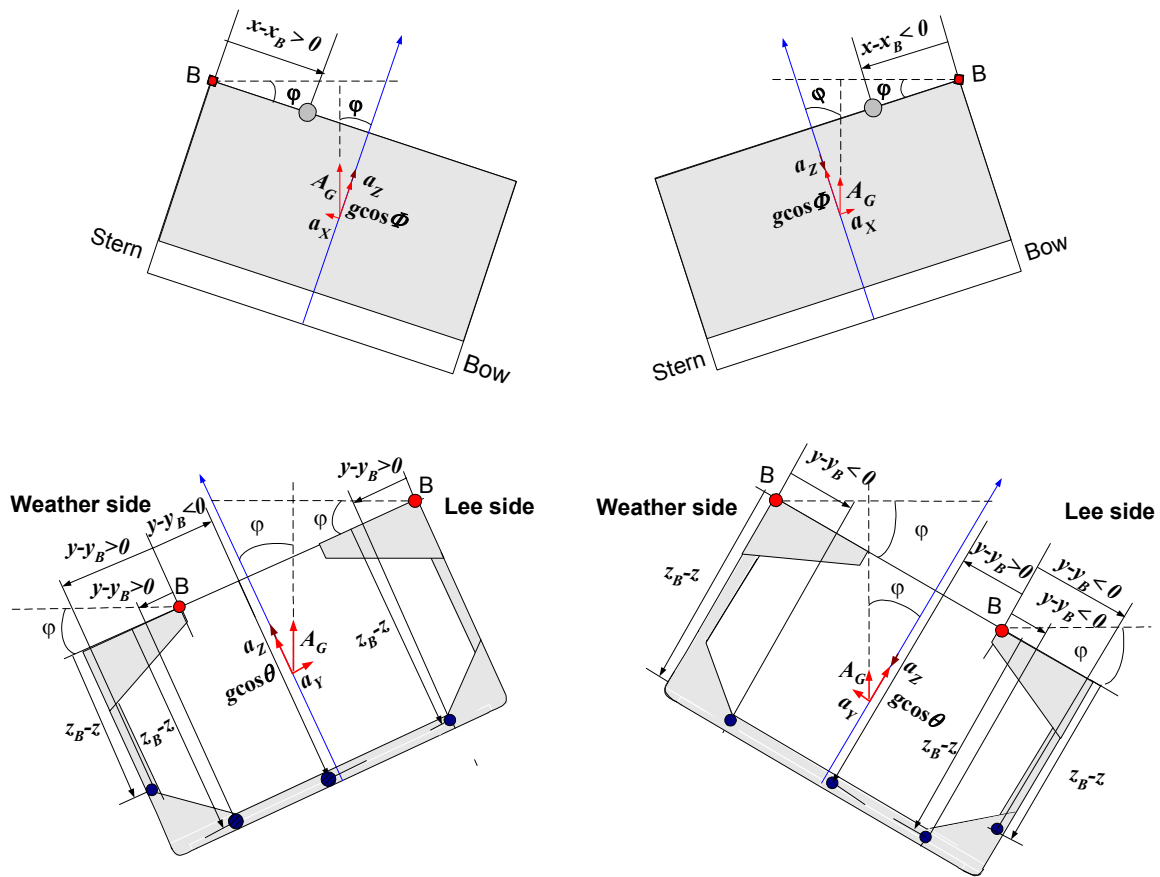 x-x_B > 0
B
φ
φ
A_G
a_Z
gcosΦ
a_X
Stern
Bow
x-x_B < 0
B
φ
φ
a_Z
A_G
gcosΦ
a_X
Bow
Stern
Weather side
y-y_B>0
B
Lee side
y-y_B<0
φ
φ
y-y_B>0
y-y_B>0
B
φ
a_Z
A_G
z_B-z
gcosθ
a_Y
z_B-z
z_B-z
y-y_B < 0
B
Weather side
Lee side
φ
y-y_B>0
y-y_B < 0
z_B-z
φ
B
y-y_B < 0
φ
A_G
a_Z
a_Y
gcosθ
z_B-z
z_B-z